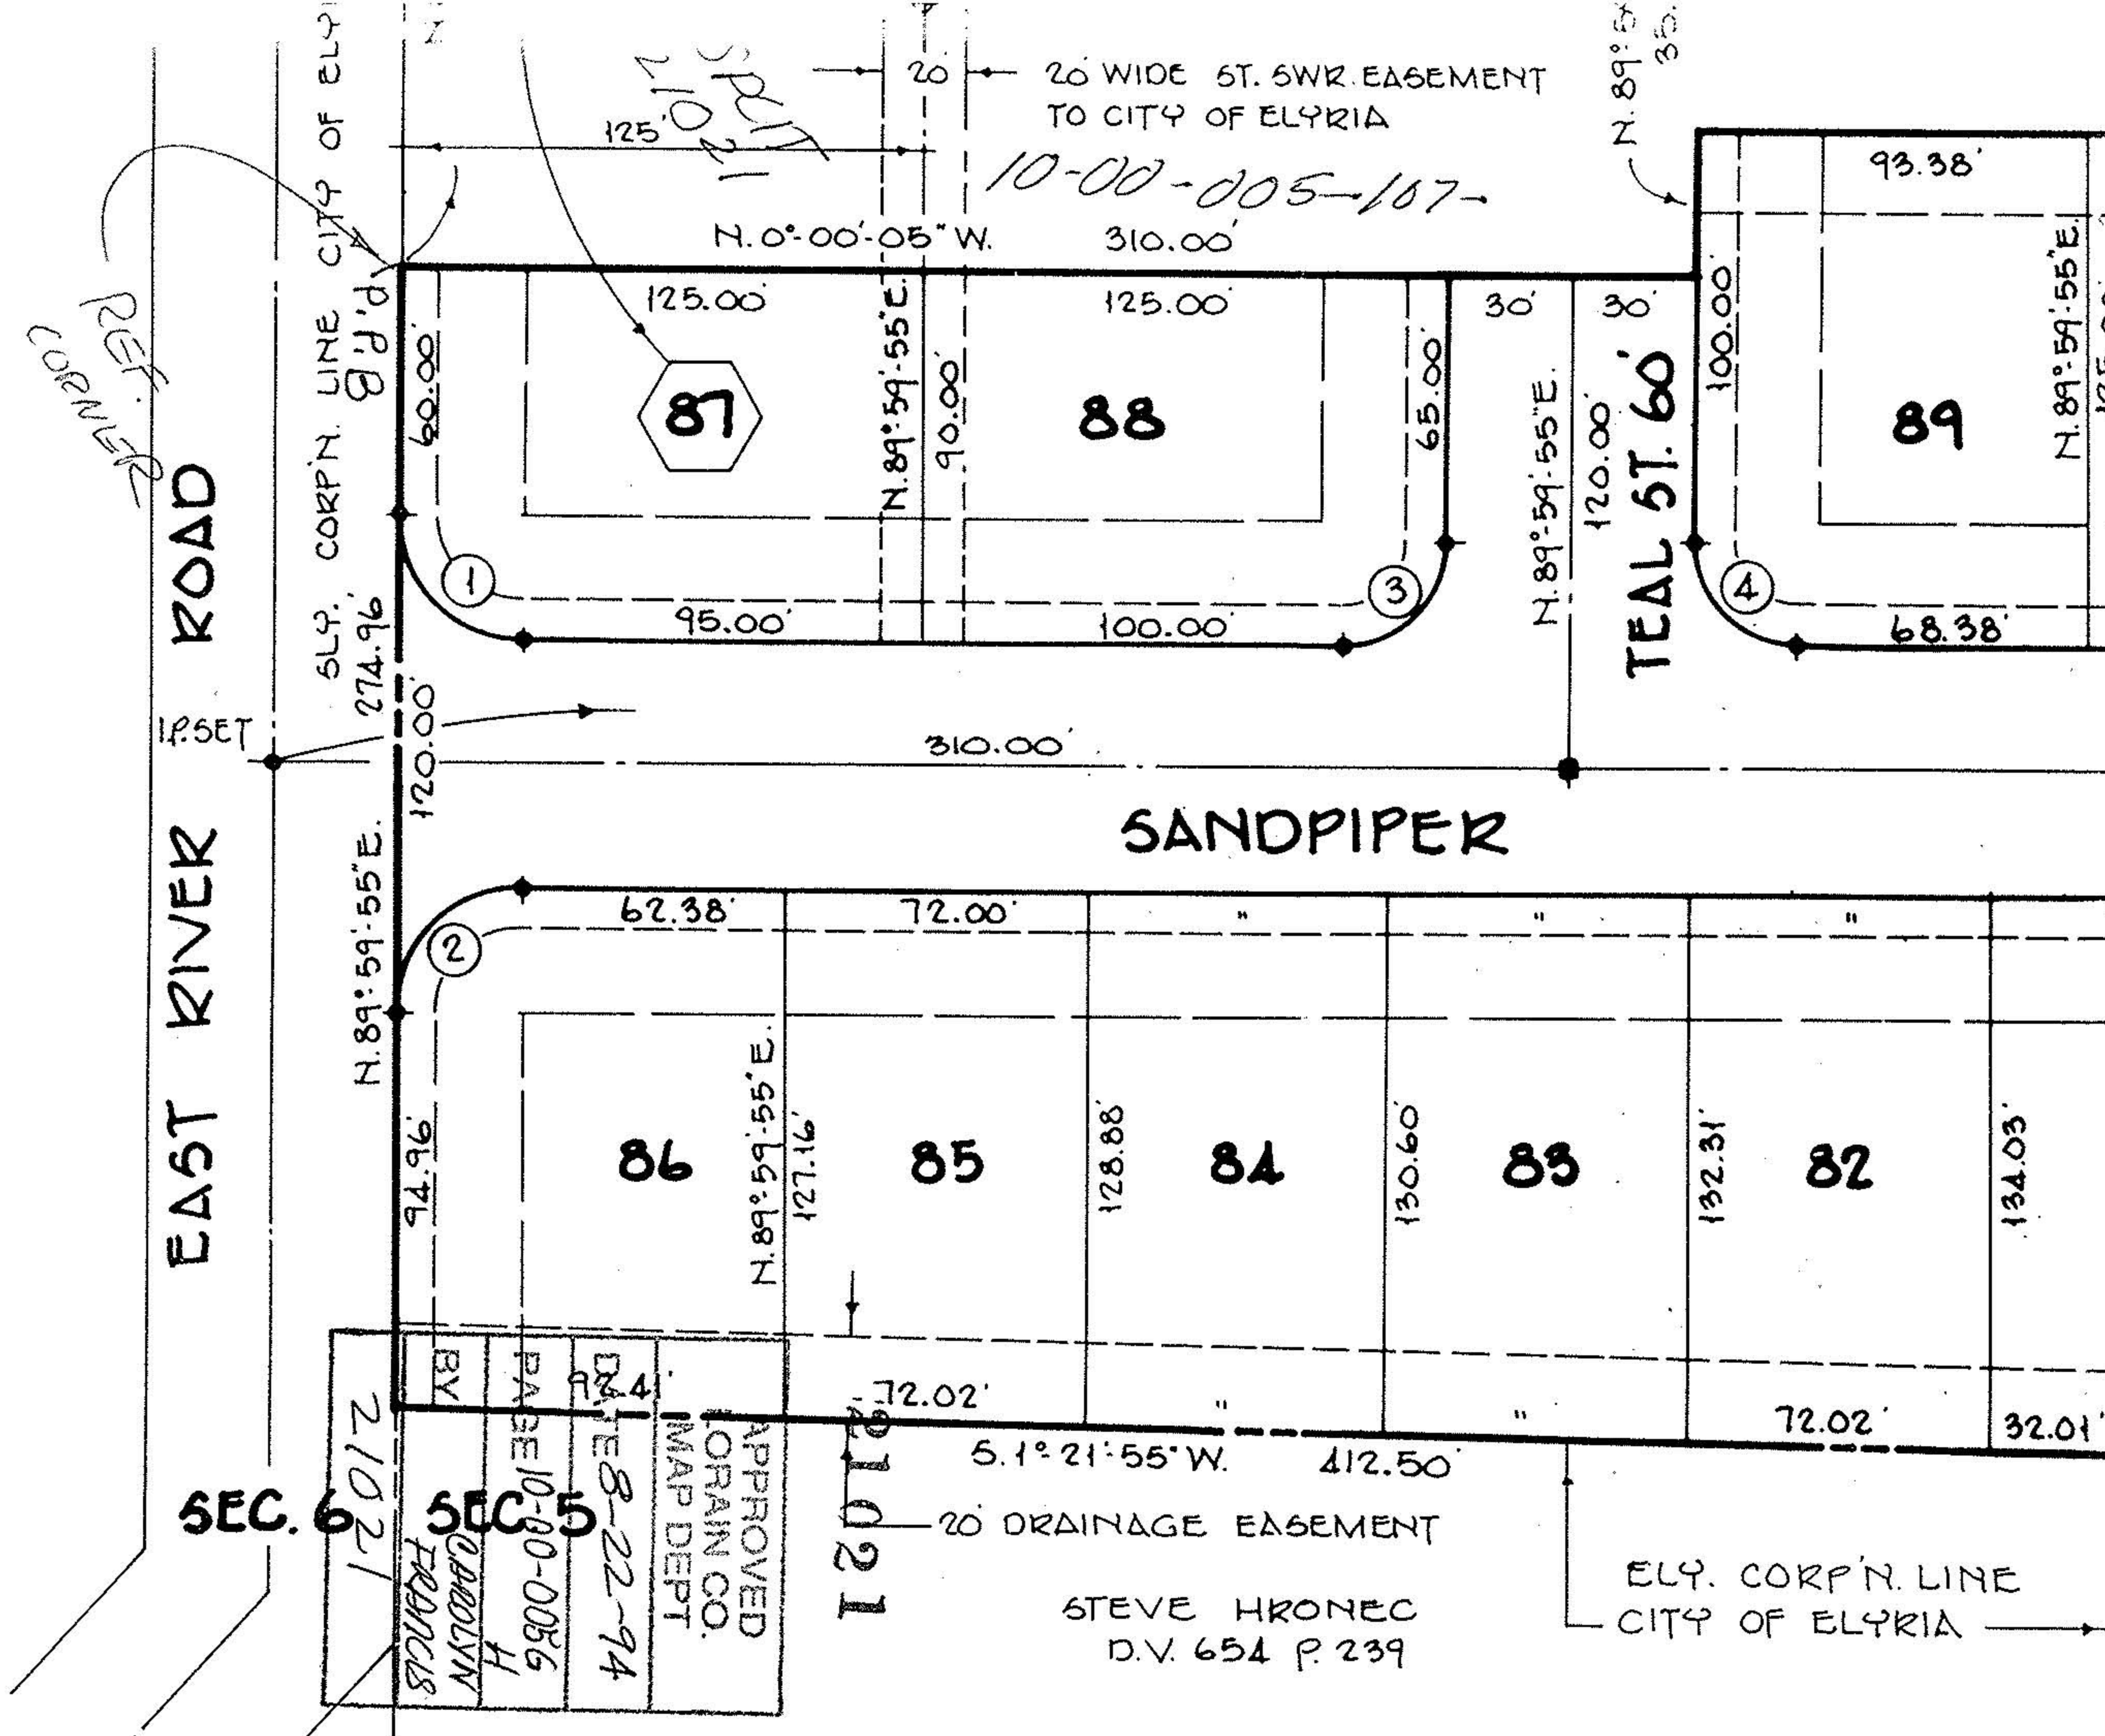 SLY. CORP'N. LINE CITY OF ELY
N
SPLIT
21021
20'
20' WIDE ST. SWR. EASEMENT
TO CITY OF ELYRIA
125'
10-00-005-107-
N. 89°-5
35.
N. 0°-00'-05" W. 310.00'
P.P.'d 8
REF.
CORNER
125.00'
125.00'
30'
30'
93.38'
60.00'
87
N. 89°-59'-55" E.
90.00'
88
65.00'
N. 89°-59'-55" E.
120.00'
TEAL ST. 60'
100.00'
89
N. 89°-59'-55" E.
1
95.00'
100.00'
3
4
68.38'
EAST RIVER ROAD
I.P. SET
N. 89°-59'-55" E. 274.96'
120.00'
310.00'
SANDPIPER
62.38'
72.00'
"
"
"
2
94.96'
86
N. 89°-59'-55" E.
127.16'
85
128.88'
84
130.60'
83
132.31'
82
134.03'
92.41'
72.02'
"
"
72.02'
32.01'
S. 1°-21'-55" W. 412.50'
SEC. 6
SEC. 5
APPROVED
LORAIN CO.
MAP DEPT
DATE 8-22-94
PAGE 10-00-005G
H
BY CAROLYN
FRANCIS
21021
21021
20' DRAINAGE EASEMENT
STEVE HRONEC
D.V. 654 P. 239
ELY. CORP'N. LINE
CITY OF ELYRIA